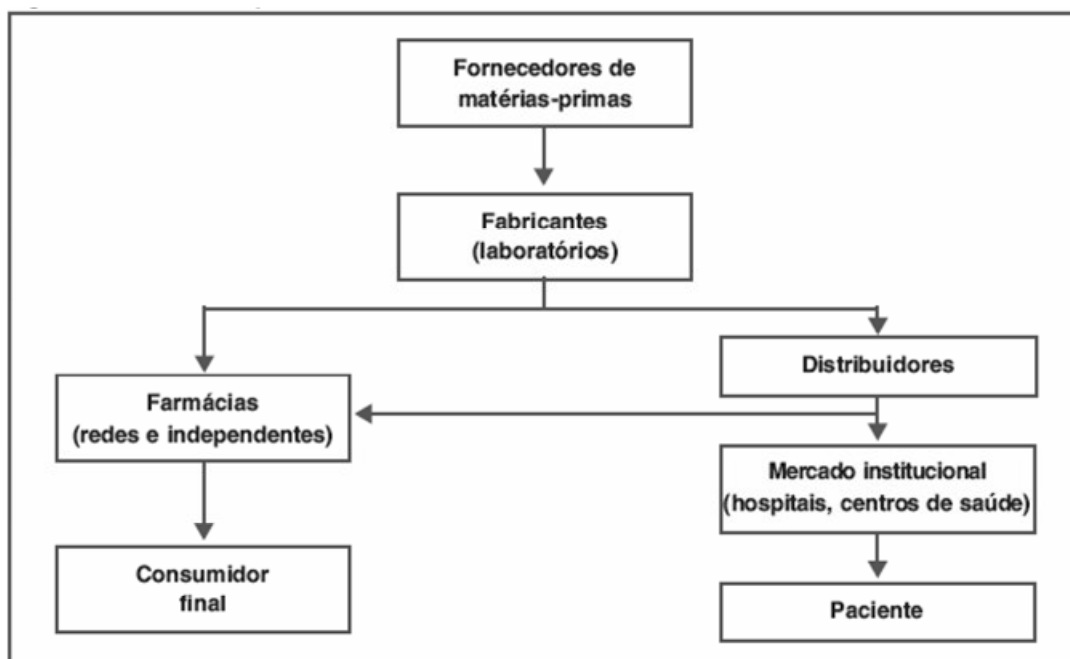 Fornecedores de
matérias-primas
Fabricantes
(laboratórios)
Distribuidores
Farmácias
(redes e independentes)
Mercado institucional
(hospitais, centros de saúde)
Consumidor
final
Paciente